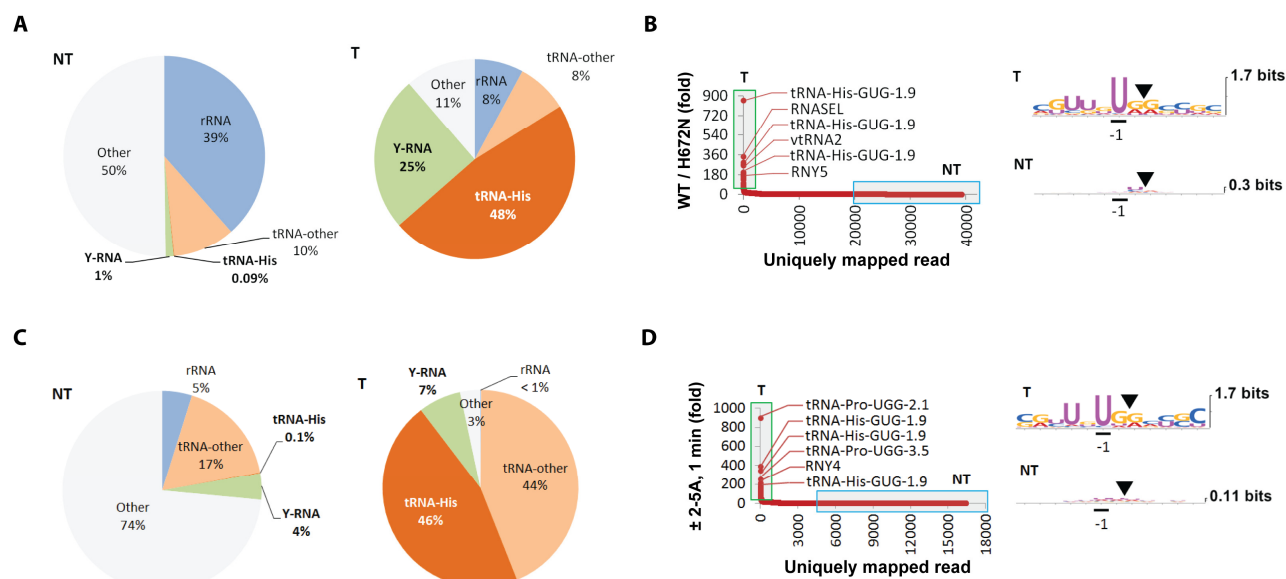 A
NT
rRNA
39%
Other
50%
tRNA-other
10%
Y-RNA
1%
tRNA-His
0.09%
T
tRNA-other
8%
Other
11%
rRNA
8%
Y-RNA
25%
tRNA-His
48%
B
WT / H672N (fold)
900
720
540
360
180
0
T
tRNA-His-GUG-1.9
RNASEL
tRNA-His-GUG-1.9
vtRNA2
tRNA-His-GUG-1.9
RNY5
NT
0
10000
20000
30000
40000
Uniquely mapped read
T
1.7 bits
CGUUGUGGCCGC
-1
NT
0.3 bits
-1
C
NT
rRNA
5%
tRNA-His
0.1%
tRNA-other
17%
Other
74%
Y-RNA
4%
T
Y-RNA
7%
rRNA
< 1%
Other
3%
tRNA-other
44%
tRNA-His
46%
D
± 2-5A, 1 min (fold)
1000
800
600
400
200
0
T
tRNA-Pro-UGG-2.1
tRNA-His-GUG-1.9
tRNA-His-GUG-1.9
tRNA-Pro-UGG-3.5
RNY4
tRNA-His-GUG-1.9
NT
0
3000
6000
9000
12000
15000
18000
Uniquely mapped read
T
1.7 bits
-1
NT
0.11 bits
-1